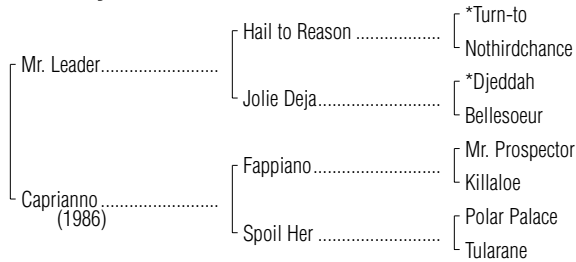 *Turn-to
Hail to Reason ..................
Nothirdchance
Mr. Leader.........................
*Djeddah
Jolie Deja..........................
Bellesoeur
Mr. Prospector
Fappiano...........................
Killaloe
Caprianno.........................
(1986)
Polar Palace
Spoil Her ..........................
Tularane